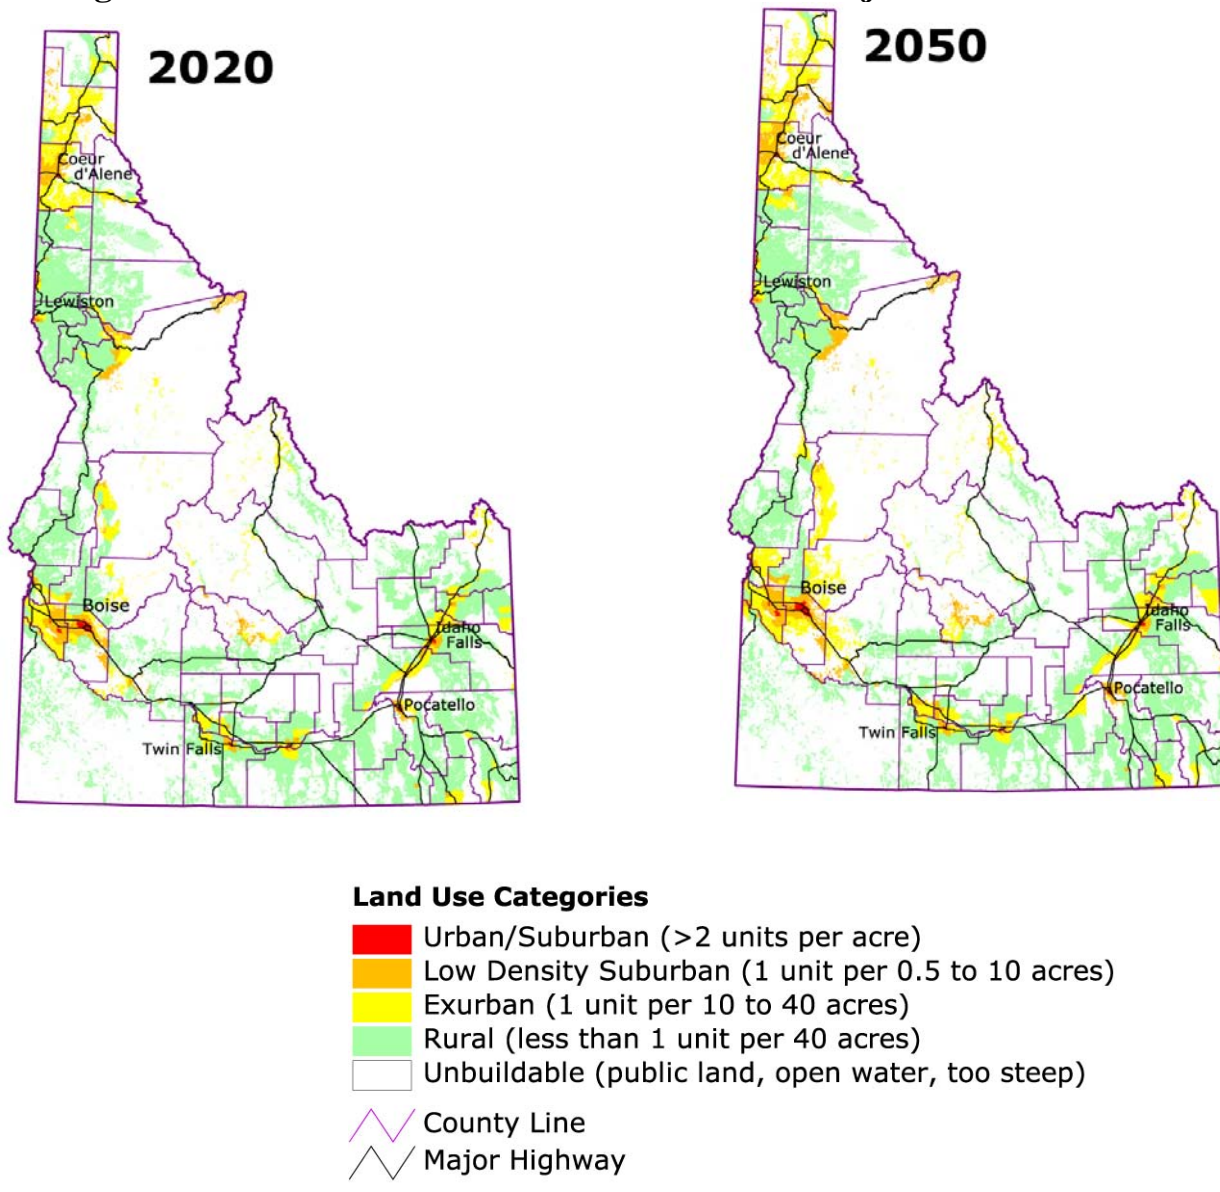 2020
2050
Coeur
d'Alene
Lewiston
Boise
Idaho
Falls
Pocatello
Twin Falls
Coeur
d'Alene
Lewiston
Boise
Idaho
Falls
Pocatello
Twin Falls
Land Use Categories
Urban/Suburban (>2 units per acre)
Low Density Suburban (1 unit per 0.5 to 10 acres)
Exurban (1 unit per 10 to 40 acres)
Rural (less than 1 unit per 40 acres)
Unbuildable (public land, open water, too steep)
County Line
Major Highway